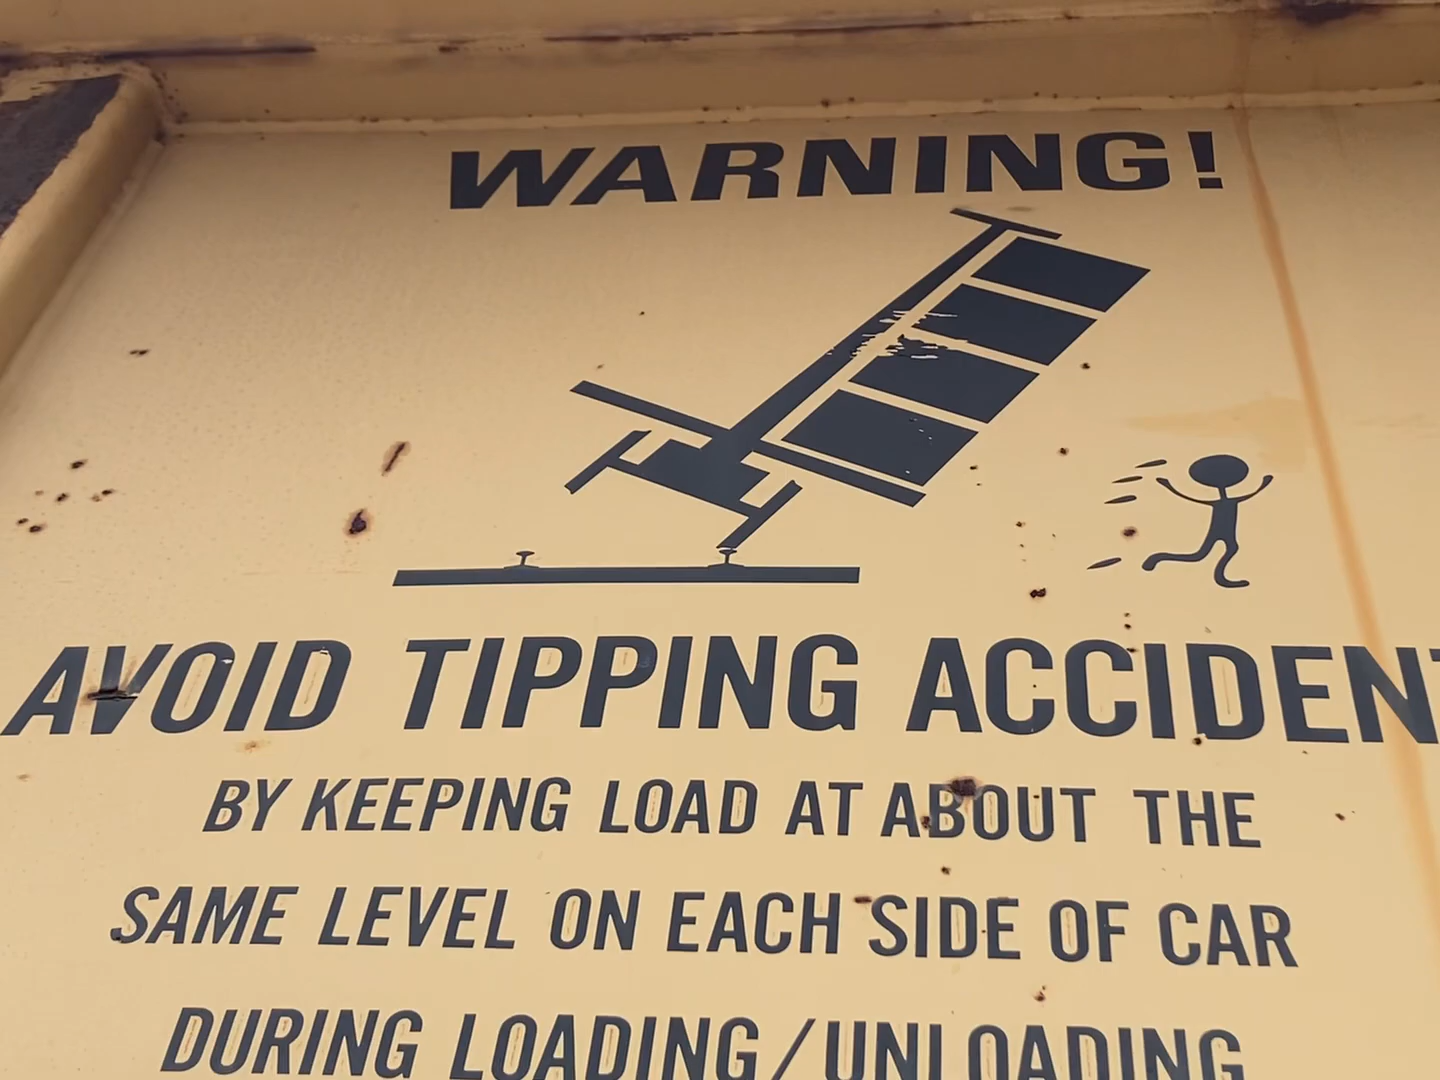 WARNING!
AVOID TIPPING ACCIDENT
BY KEEPING LOAD AT ABOUT THE
SAME LEVEL ON EACH SIDE OF CAR
DURING LOADING/UNLOADING